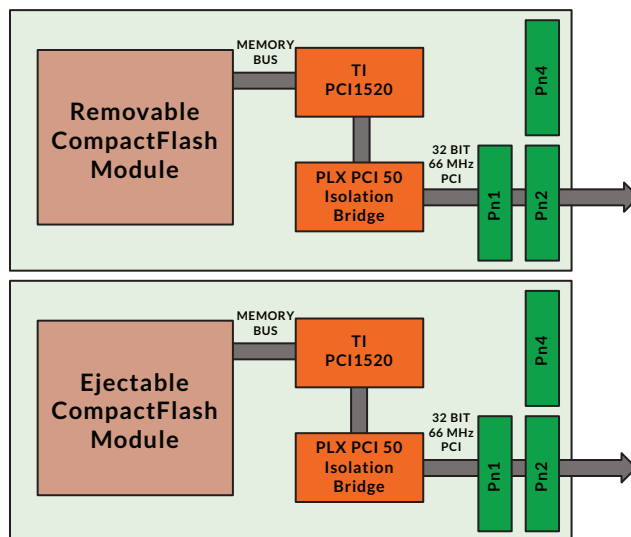 Removable
CompactFlash
Module
MEMORY
BUS
TI
PCI1520
PLX PCI 50
Isolation
Bridge
32 BIT
66 MHz
PCI
Pn1
Pn2
Pn4
Ejectable
CompactFlash
Module
MEMORY
BUS
TI
PCI1520
PLX PCI 50
Isolation
Bridge
32 BIT
66 MHz
PCI
Pn1
Pn2
Pn4